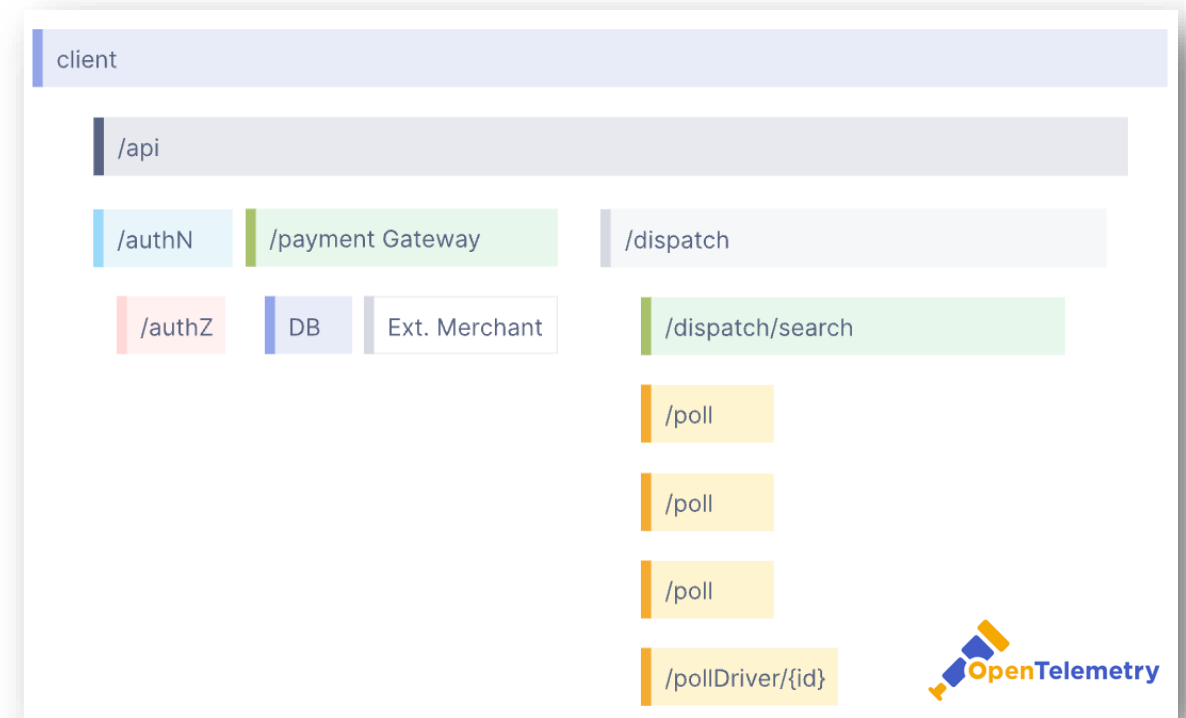 client
/api
/authN
/payment Gateway
/dispatch
/authZ
DB
Ext. Merchant
/dispatch/search
/poll
/poll
/poll
/pollDriver/{id}
OpenTelemetry